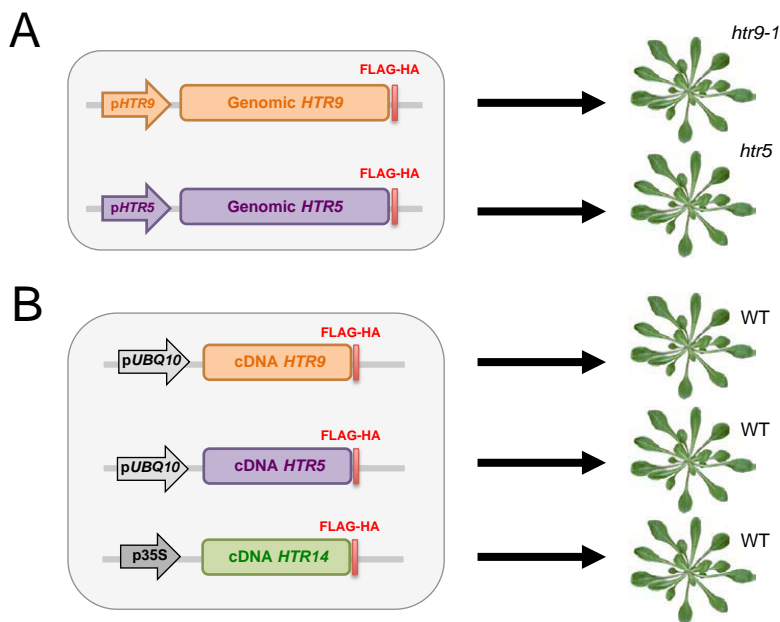 A
htr9-1
FLAG-HA
pHTR9
Genomic HTR9
htr5
FLAG-HA
pHTR5
Genomic HTR5
B
WT
FLAG-HA
pUBQ10
cDNA HTR9
WT
FLAG-HA
pUBQ10
cDNA HTR5
WT
FLAG-HA
p35S
cDNA HTR14